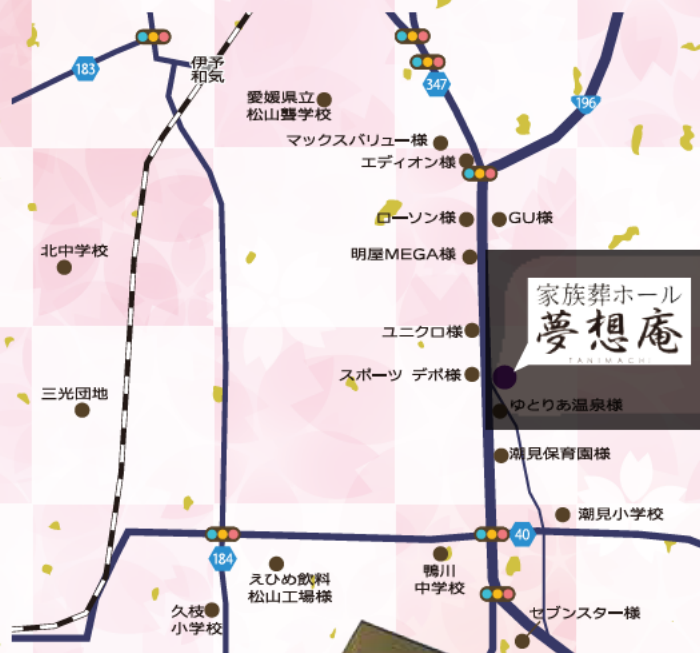 183
伊予
和気
347
196
愛媛県立
松山聾学校
マックスバリュー様
エディオン様
ローソン様
GU様
北中学校
明屋MEGA様
家族葬ホール
夢想庵
TANIMACHI
ユニクロ様
スポーツ デポ様
三光団地
ゆとりあ温泉様
潮見保育園様
潮見小学校
40
184
えひめ飲料
松山工場様
鴨川
中学校
久枝
小学校
セブンスター様